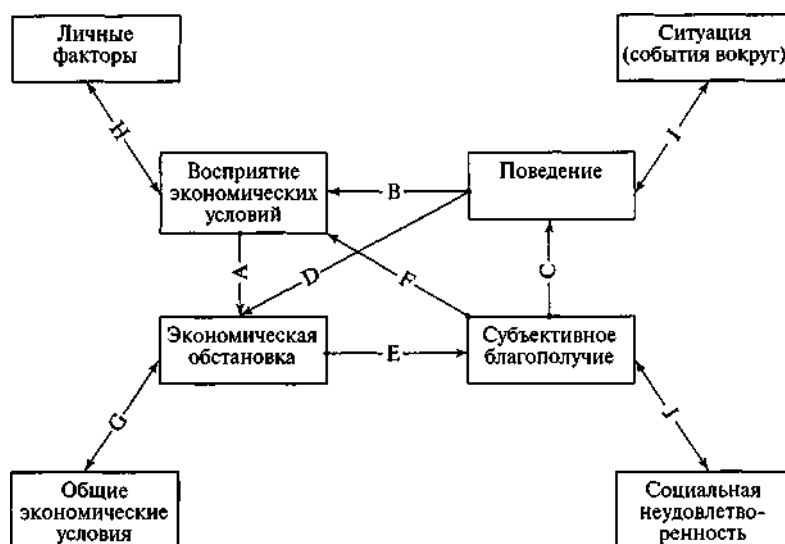 Личные
факторы
Ситуация
(события вокруг)
H
I
Восприятие
экономических
условий
Поведение
B
A
D
F
C
Экономическая
обстановка
Субъективное
благополучие
E
G
J
Общие
экономические
условия
Социальная
неудовлетво-
ренность